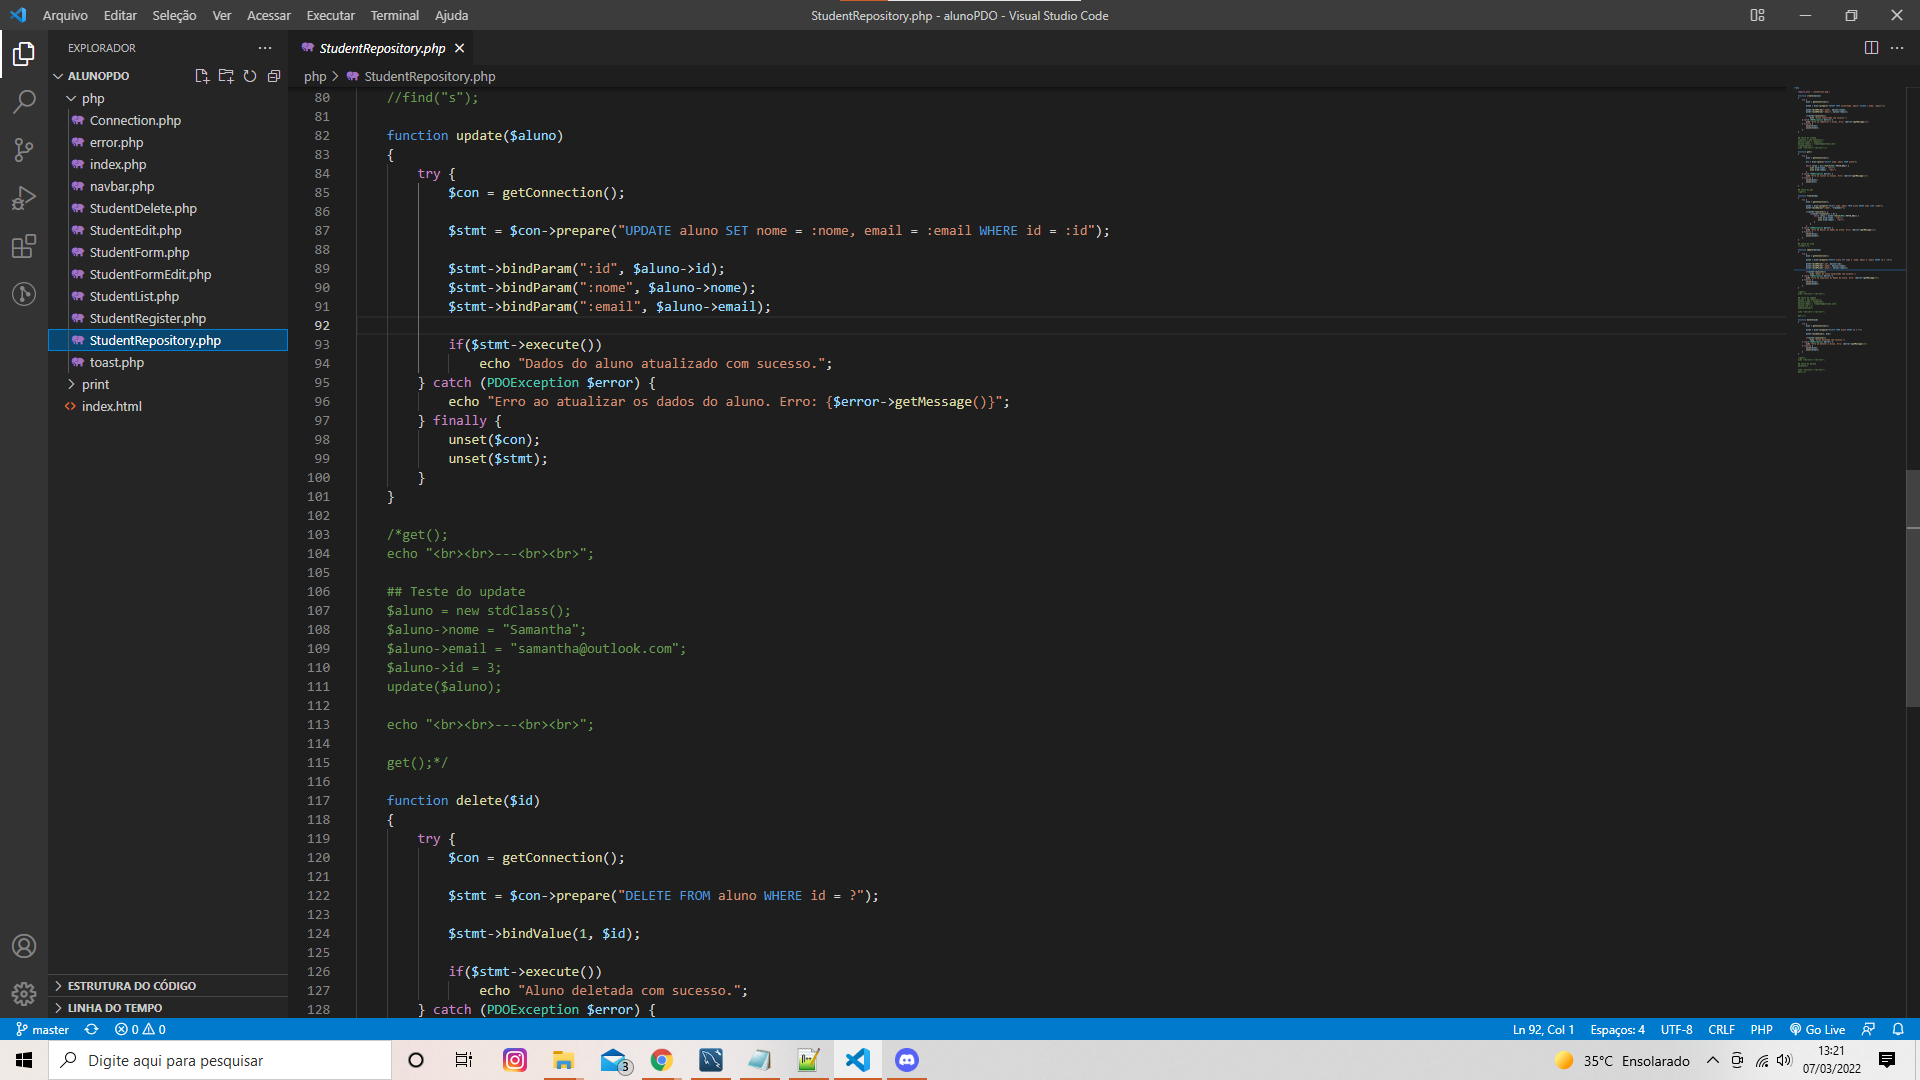 Arquivo Editar Seleção Ver Acessar Executar Terminal Ajuda
StudentRepository.php - alunoPDO - Visual Studio Code
EXPLORADOR
ALUNOPDO
php
Connection.php
error.php
index.php
navbar.php
StudentDelete.php
StudentEdit.php
StudentForm.php
StudentFormEdit.php
StudentList.php
StudentRegister.php
StudentRepository.php
toast.php
print
index.html
ESTRUTURA DO CÓDIGO
LINHA DO TEMPO
StudentRepository.php
php > StudentRepository.php
80 //find("s");
81
82 function update($aluno)
83 {
84 try {
85 $con = getConnection();
86
87 $stmt = $con->prepare("UPDATE aluno SET nome = :nome, email = :email WHERE id = :id");
88
89 $stmt->bindParam(":id", $aluno->id);
90 $stmt->bindParam(":nome", $aluno->nome);
91 $stmt->bindParam(":email", $aluno->email);
92
93 if($stmt->execute())
94 echo "Dados do aluno atualizado com sucesso.";
95 } catch (PDOException $error) {
96 echo "Erro ao atualizar os dados do aluno. Erro: {$error->getMessage()}";
97 } finally {
98 unset($con);
99 unset($stmt);
100 }
101 }
102
103 /*get();
104 echo "<br><br>---<br><br>";
105
106 ## Teste do update
107 $aluno = new stdClass();
108 $aluno->nome = "Samantha";
109 $aluno->email = "samantha@outlook.com";
110 $aluno->id = 3;
111 update($aluno);
112
113 echo "<br><br>---<br><br>";
114
115 get();*/
116
117 function delete($id)
118 {
119 try {
120 $con = getConnection();
121
122 $stmt = $con->prepare("DELETE FROM aluno WHERE id = ?");
123
124 $stmt->bindValue(1, $id);
125
126 if($stmt->execute())
127 echo "Aluno deletada com sucesso.";
128 } catch (PDOException $error) {
master 0 0 Ln 92, Col 1 Espaços: 4 UTF-8 CRLF PHP Go Live
Digite aqui para pesquisar
3
35°C Ensolarado
13:21
07/03/2022